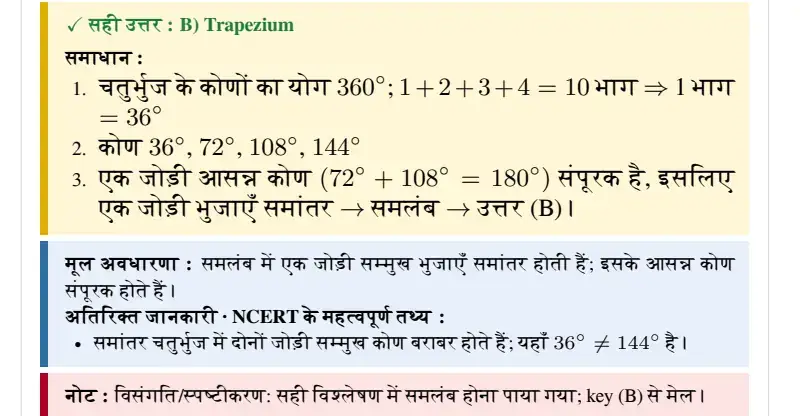 ✓ सही उत्तर : B) Trapezium
समाधान :
1. चतुर्भुज के कोणों का योग 360°; 1 + 2 + 3 + 4 = 10 भाग ⇒ 1 भाग
= 36°
2. कोण 36°, 72°, 108°, 144°
3. एक जोड़ी आसन्न कोण (72° + 108° = 180°) संपूरक है, इसलिए
एक जोड़ी भुजाएँ समांतर → समलंब → उत्तर (B)।
मूल अवधारणा : समलंब में एक जोड़ी सम्मुख भुजाएँ समांतर होती हैं; इसके आसन्न कोण
संपूरक होते हैं।
अतिरिक्त जानकारी · NCERT के महत्वपूर्ण तथ्य :
• समांतर चतुर्भुज में दोनों जोड़ी सम्मुख कोण बराबर होते हैं; यहाँ 36° ≠ 144° है।
नोट : विसंगति/स्पष्टीकरण: सही विश्लेषण में समलंब होना पाया गया; key (B) से मेल।